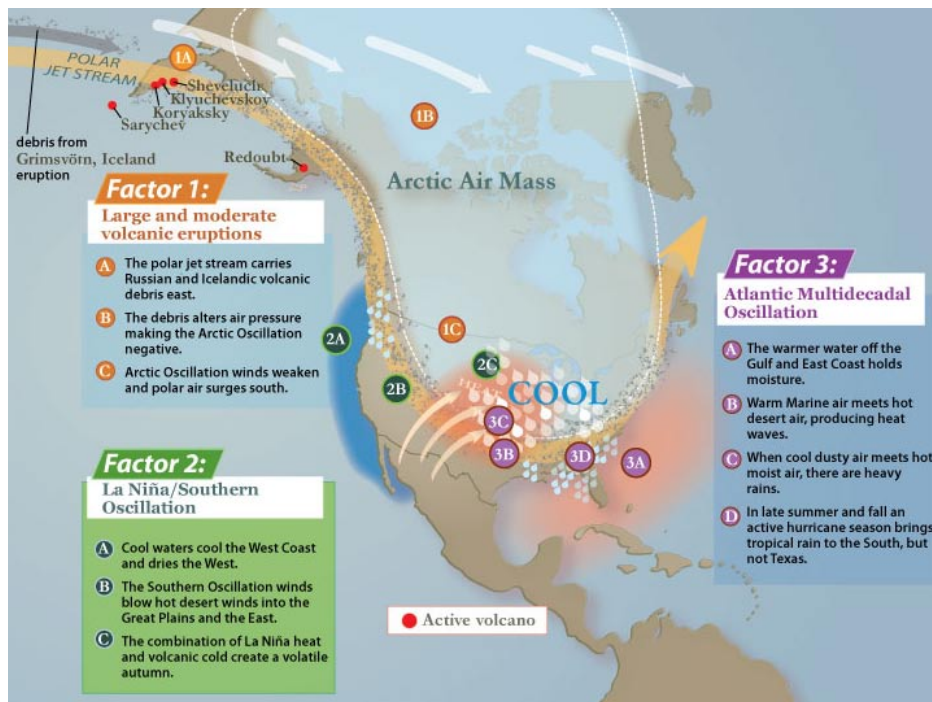 POLAR
JET STREAM
1A
Sheveluch
Klyuchevskoy
Koryaksky
Sarychev
debris from
Grimsvötn, Iceland
eruption
Redoubt
1B
Arctic Air Mass
Factor 1:
Large and moderate
volcanic eruptions
A The polar jet stream carries
Russian and Icelandic volcanic
debris east.
B The debris alters air pressure
making the Arctic Oscillation
negative.
C Arctic Oscillation winds weaken
and polar air surges south.
2A
1C
2B
2C
HEAT
COOL
3C
3B
3D
3A
Factor 2:
La Niña/Southern
Oscillation
A Cool waters cool the West Coast
and dries the West.
B The Southern Oscillation winds
blow hot desert winds into the
Great Plains and the East.
C The combination of La Niña heat
and volcanic cold create a volatile
autumn.
Active volcano
Factor 3:
Atlantic Multidecadal
Oscillation
A The warmer water off the
Gulf and East Coast holds
moisture.
B Warm Marine air meets hot
desert air, producing heat
waves.
C When cool dusty air meets hot
moist air, there are heavy
rains.
D In late summer and fall an
active hurricane season brings
tropical rain to the South, but
not Texas.